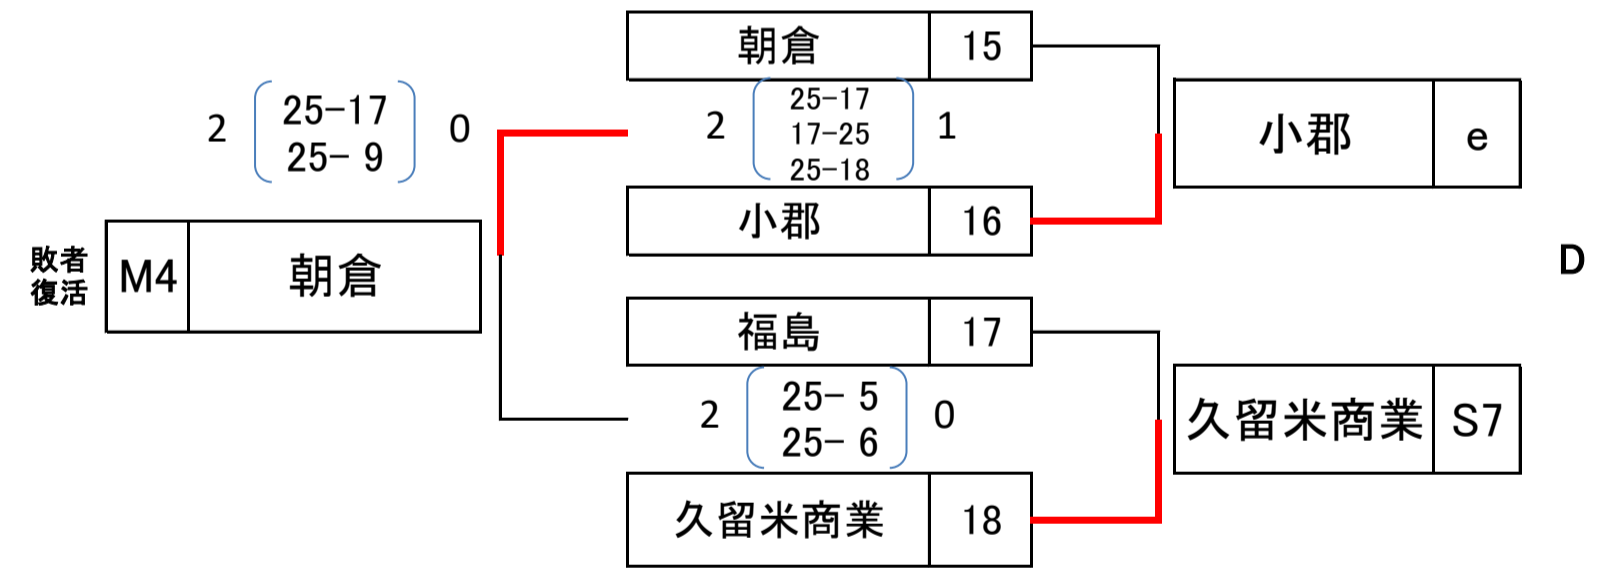 朝倉 15
2 25-17 25- 9 0
2 25-17 17-25 25-18 1
小郡 e
小郡 16
敗者
復活
M4 朝倉
D
福島 17
2 25- 5 25- 6 0
久留米商業 S7
久留米商業 18